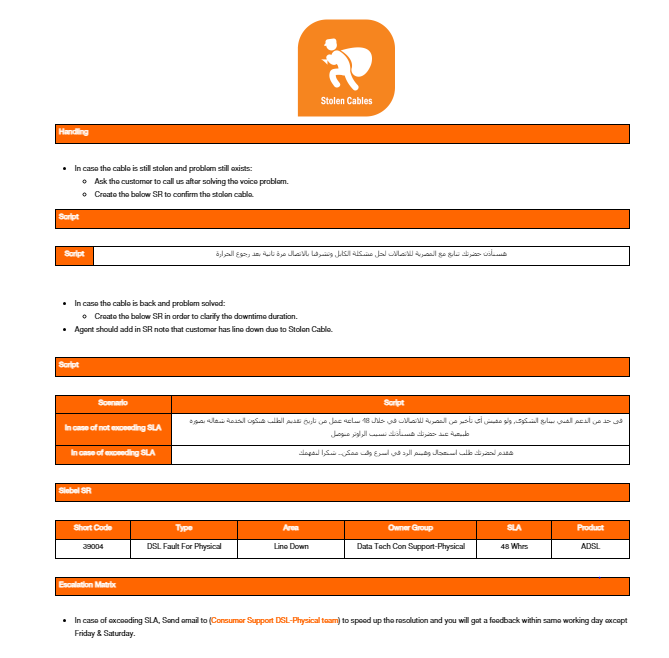 Stolen Cables
Handling
• In case the cable is still stolen and problem still exists:
o Ask the customer to call us after solving the voice problem.
o Create the below SR to confirm the stolen cable.
Script
Script
هنستأذن حضرتك تتابع مع المصرية للاتصالات لحل مشكلة الكابل وتشرفنا بالاتصال مرة تانية بعد رجوع الحرارة
• In case the cable is back and problem solved:
o Create the below SR in order to clarify the downtime duration.
• Agent should add in SR note that customer has line down due to Stolen Cable.
Script
Scenario Script
In case of not exceeding SLA
في حد من الدعم الفني بيتابع الشكوى, ولو مفيش أي تأخير من المصرية للاتصالات في خلال 48 ساعه عمل من تاريخ تقديم الطلب هتكون الخدمة شغاله بصوره
طبيعية عند حضرتك هنستأذنك تسيب الراوتر متوصل
In case of exceeding SLA
هقدم لحضرتك طلب استعجال وهيتم الرد في اسرع وقت ممكن.. شكرا لتفهمك
Siebel SR
Short Code Type Area Owner Group SLA Product
39004 DSL Fault For Physical Line Down Data Tech Con Support-Physical 48 Whrs ADSL
Escalation Matrix
• In case of exceeding SLA, Send email to (Consumer Support DSL-Physical team) to speed up the resolution and you will get a feedback within same working day except
Friday & Saturday.